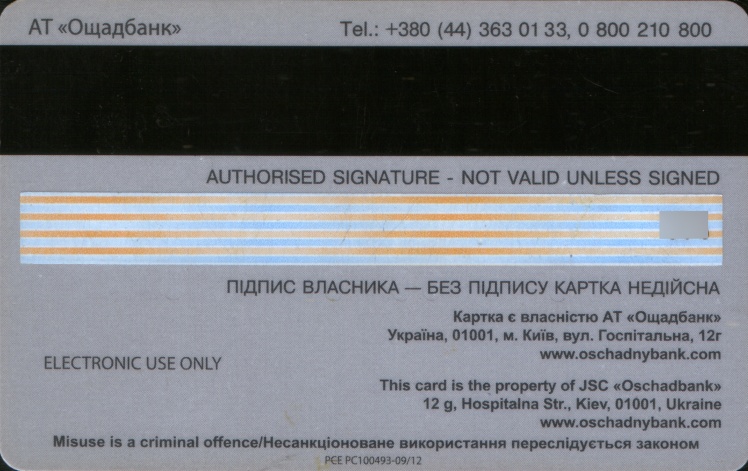 АТ «Ощадбанк» Tel.: +380 (44) 363 01 33, 0 800 210 800
AUTHORISED SIGNATURE - NOT VALID UNLESS SIGNED
ПІДПИС ВЛАСНИКА — БЕЗ ПІДПИСУ КАРТКА НЕДІЙСНА
Картка є власністю АТ «Ощадбанк»
Україна, 01001, м. Київ, вул. Госпітальна, 12г
www.oschadnybank.com
ELECTRONIC USE ONLY
This card is the property of JSC «Oschadbank»
12 g, Hospitalna Str., Kiev, 01001, Ukraine
www.oschadnybank.com
Misuse is a criminal offence/Несанкціоноване використання переслідується законом
PCE PC100493-09/12